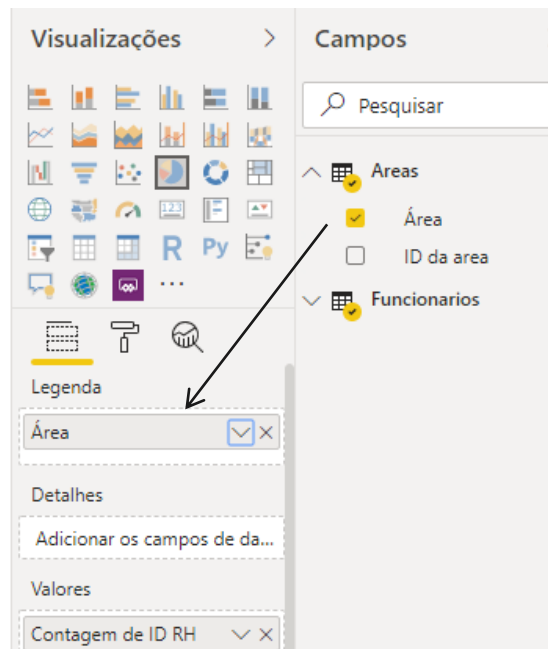 Visualizações
Campos
Pesquisar
Areas
Área
ID da area
Funcionarios
123
R
Py
...
Legenda
Área
Detalhes
Adicionar os campos de da...
Valores
Contagem de ID RH